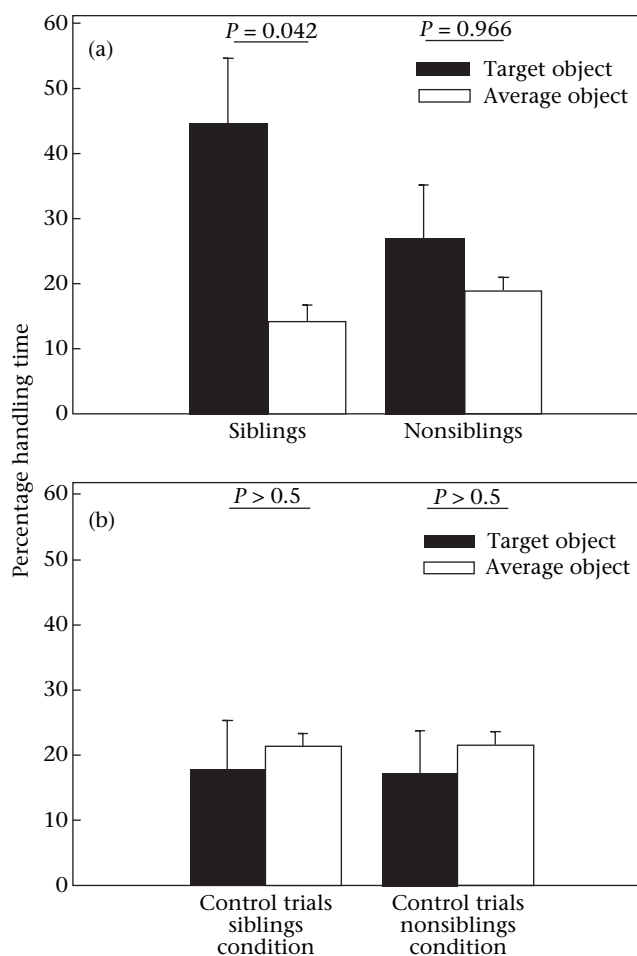 Percentage handling time
(a)
P = 0.042
P = 0.966
Target object
Average object
60
50
40
30
20
10
0
Siblings
Nonsiblings
(b)
P > 0.5
P > 0.5
Target object
Average object
60
50
40
30
20
10
0
Control trials
siblings
condition
Control trials
nonsiblings
condition